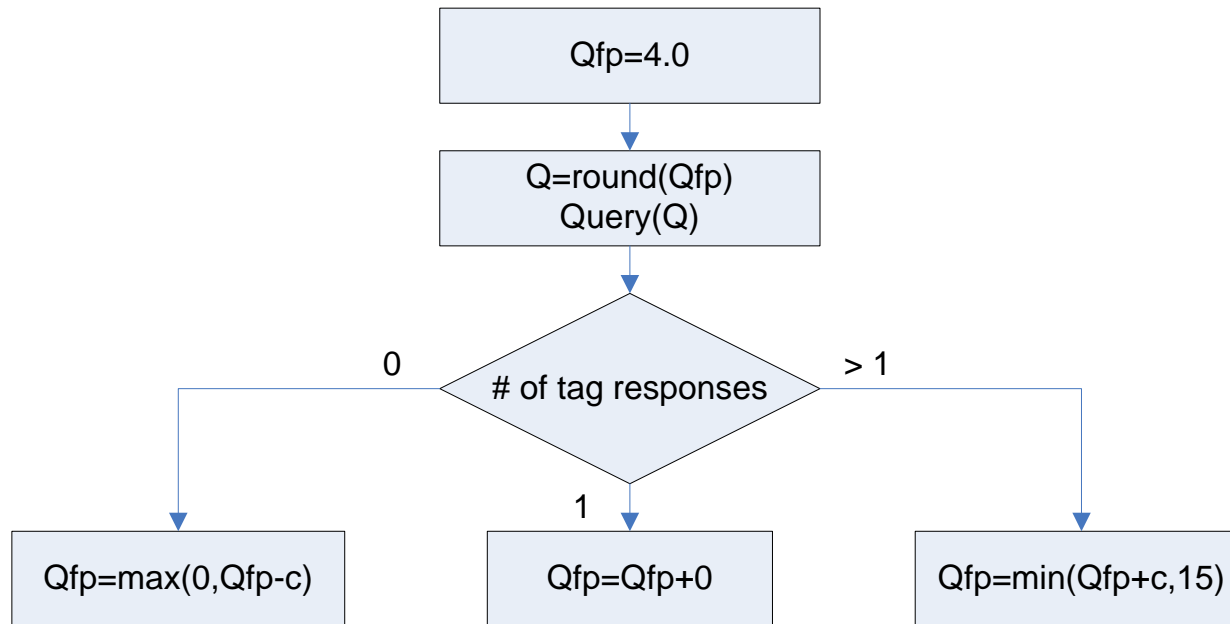 Qfp=4.0
Q=round(Qfp)
Query(Q)
0
> 1
# of tag responses
1
Qfp=max(0,Qfp-c)
Qfp=Qfp+0
Qfp=min(Qfp+c,15)